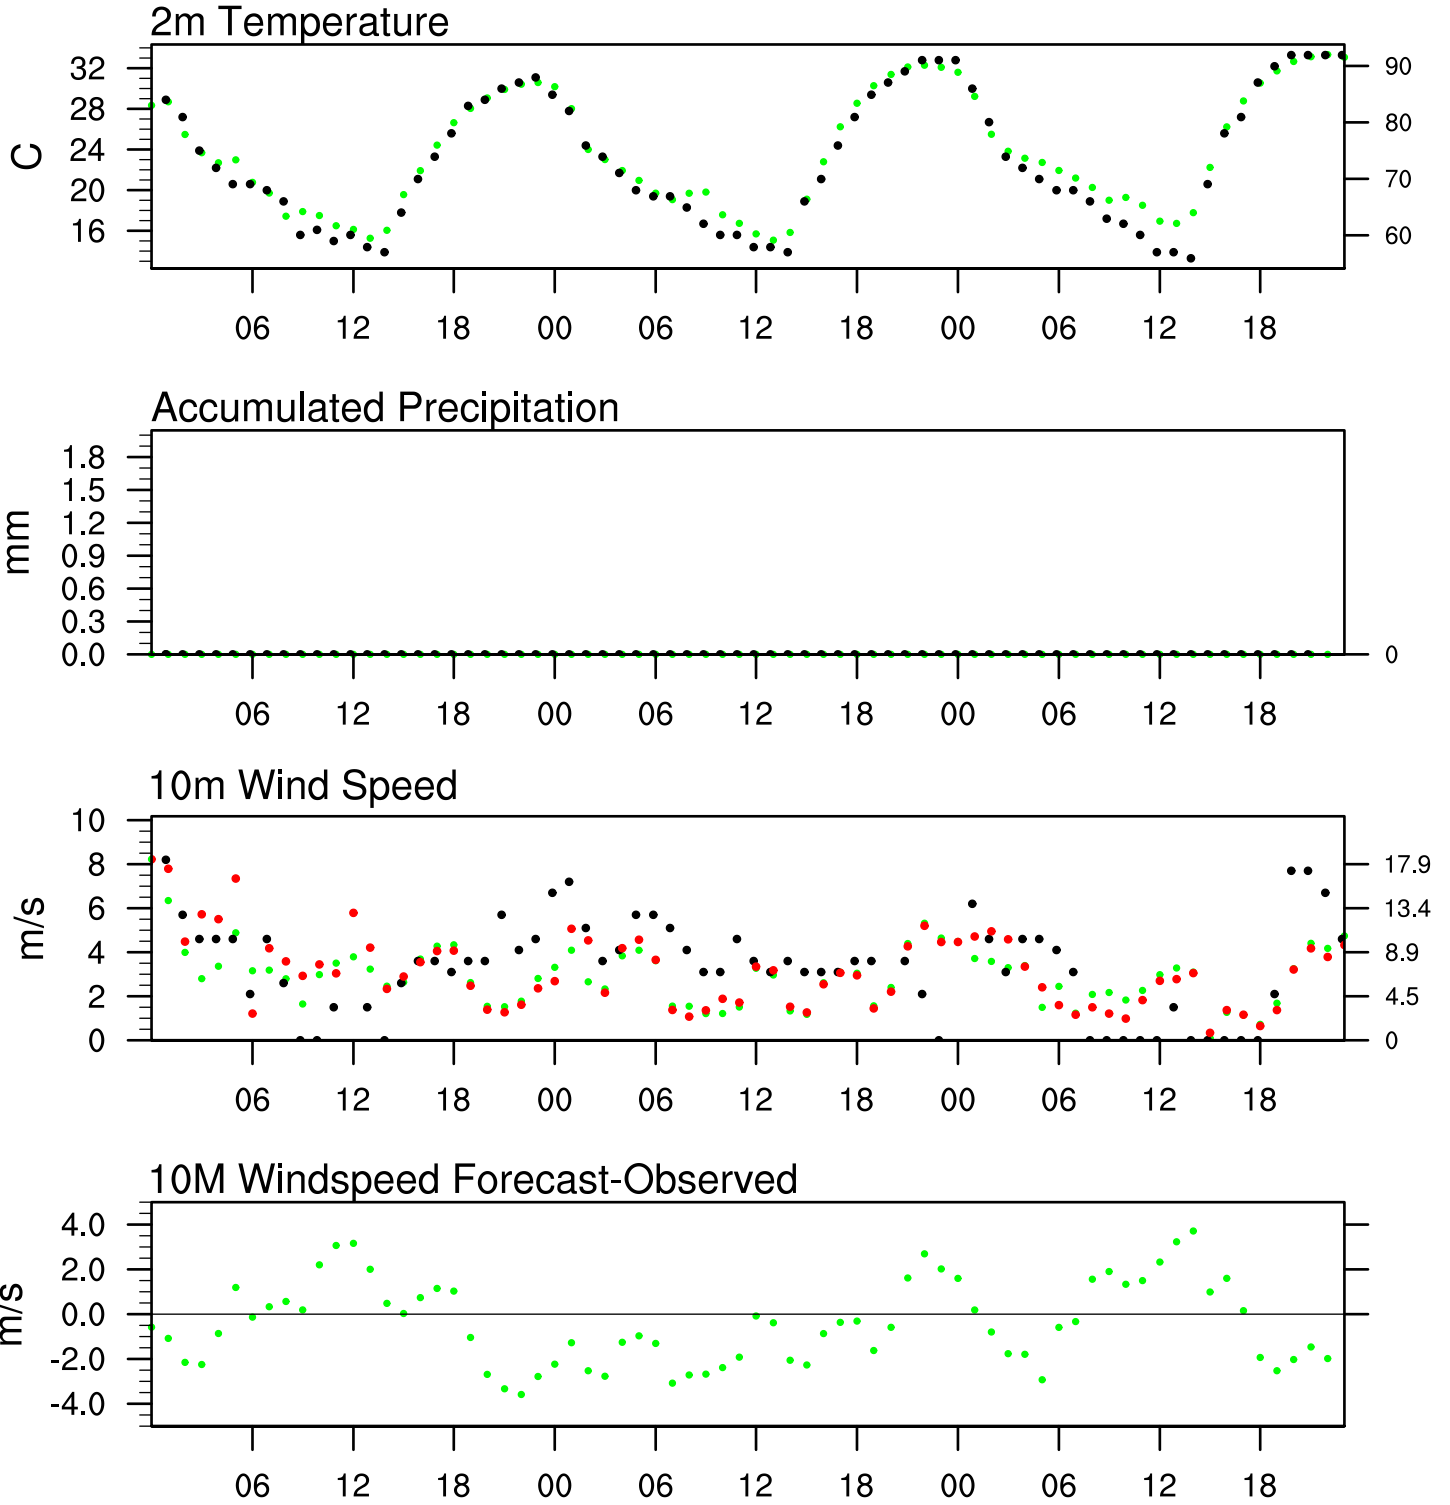 2m Temperature
C
32
28
24
20
16
90
80
70
60
06 12 18 00 06 12 18 00 06 12 18
Accumulated Precipitation
mm
1.8
1.5
1.2
0.9
0.6
0.3
0.0
0
06 12 18 00 06 12 18 00 06 12 18
10m Wind Speed
m/s
10
8
6
4
2
0
17.9
13.4
8.9
4.5
0
06 12 18 00 06 12 18 00 06 12 18
10M Windspeed Forecast-Observed
m/s
4.0
2.0
0.0
-2.0
-4.0
06 12 18 00 06 12 18 00 06 12 18